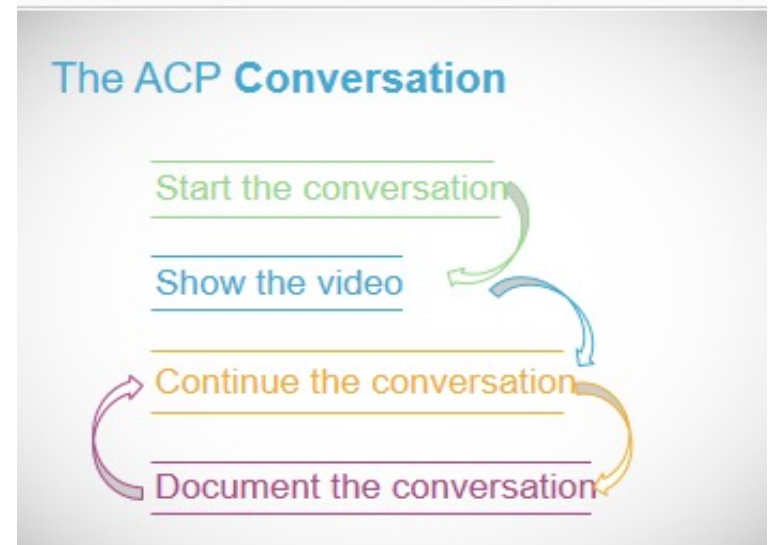 The ACP Conversation
Start the conversation
Show the video
Continue the conversation
Document the conversation